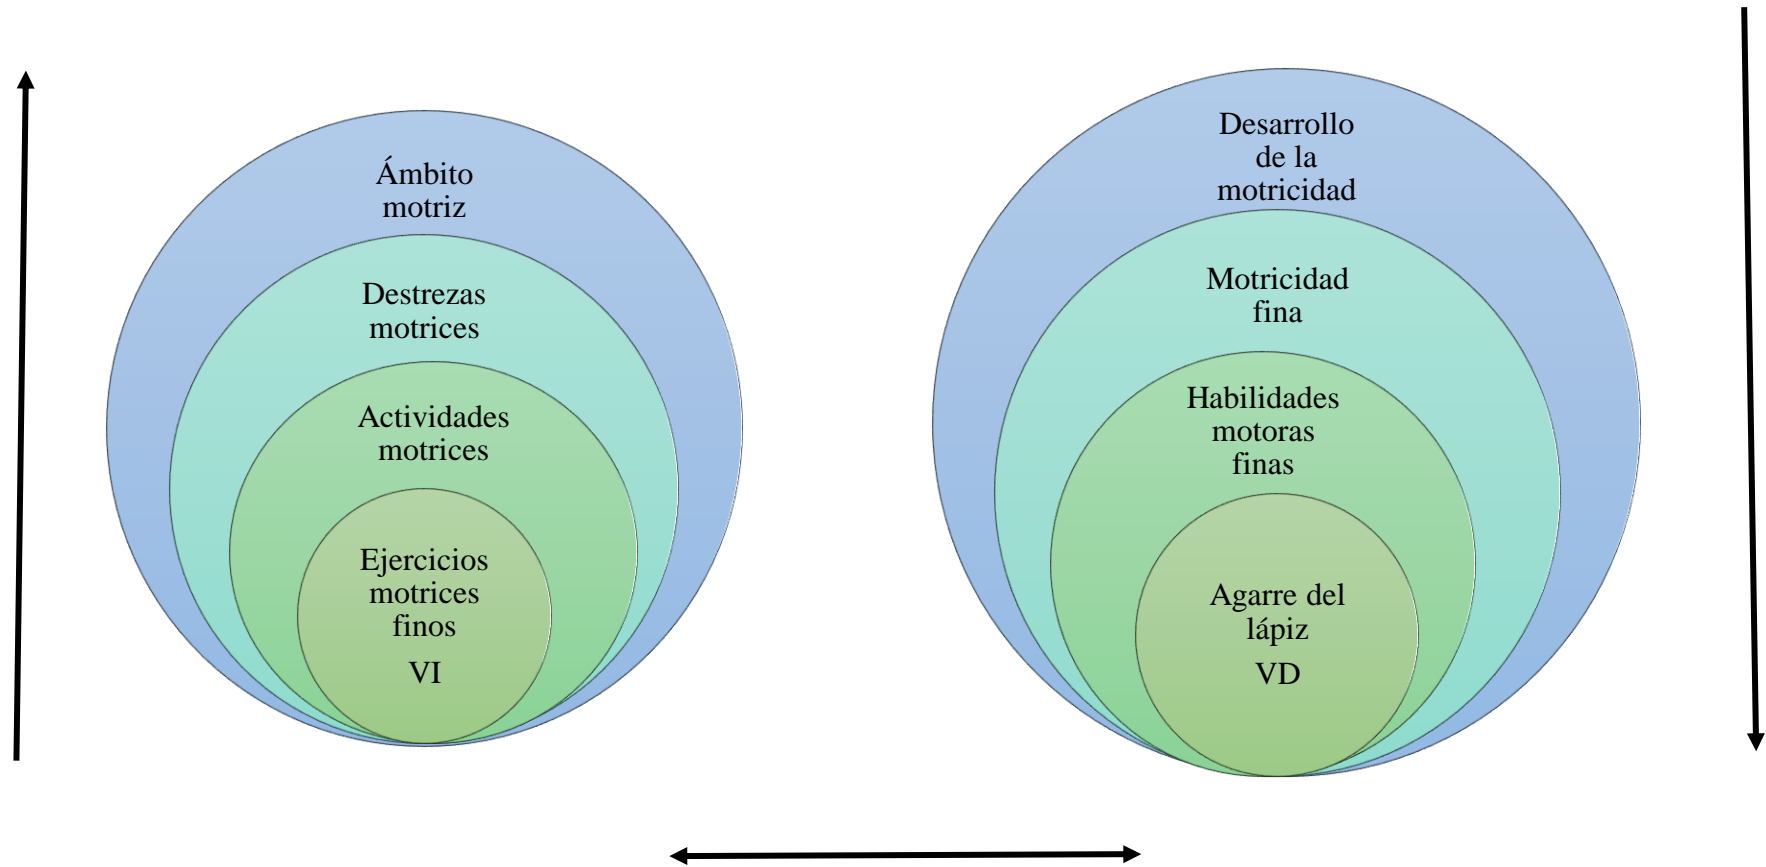 Ámbito
motriz
Destrezas
motrices
Actividades
motrices
Ejercicios
motrices
finos
VI
Desarrollo
de la
motricidad
Motricidad
fina
Habilidades
motoras
finas
Agarre del
lápiz
VD